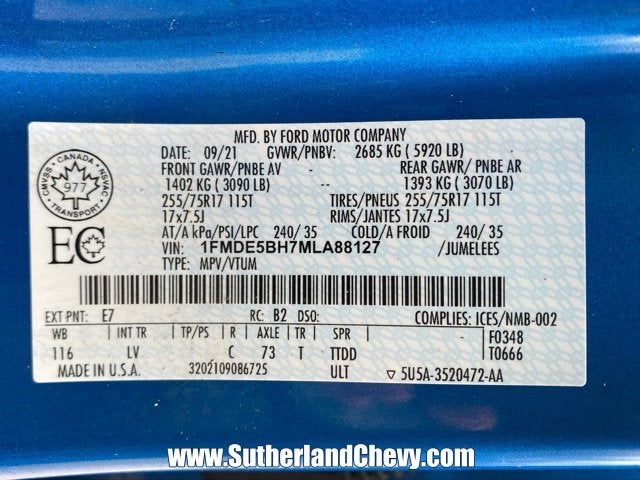 MFD. BY FORD MOTOR COMPANY
DATE: 09/21 GVWR/PNBV: 2685 KG ( 5920 LB)
FRONT GAWR/PNBE AV REAR GAWR/ PNBE AR
1402 KG ( 3090 LB) -- 1393 KG ( 3070 LB)
255/75R17 115T TIRES/PNEUS 255/75R17 115T
17x7.5J RIMS/JANTES 17x7.5J
AT/A kPa/PSI/LPC 240/ 35 COLD/A FROID 240/ 35
VIN: 1FMDE5BH7MLA88127 /JUMELEES
TYPE: MPV/VTUM
CANADA
CMVSS 977 NSVAC
TRANSPORT
EC
EXT PNT: E7 RC: B2 DSO: COMPLIES: ICES/NMB-002
WB INT TR TP/PS R AXLE TR SPR - F0348
116 LV C 73 T TTDD T0666
MADE IN U.S.A. 3202109086725 ULT ▽ 5U5A-3520472-AA
www.SutherlandChevy.com